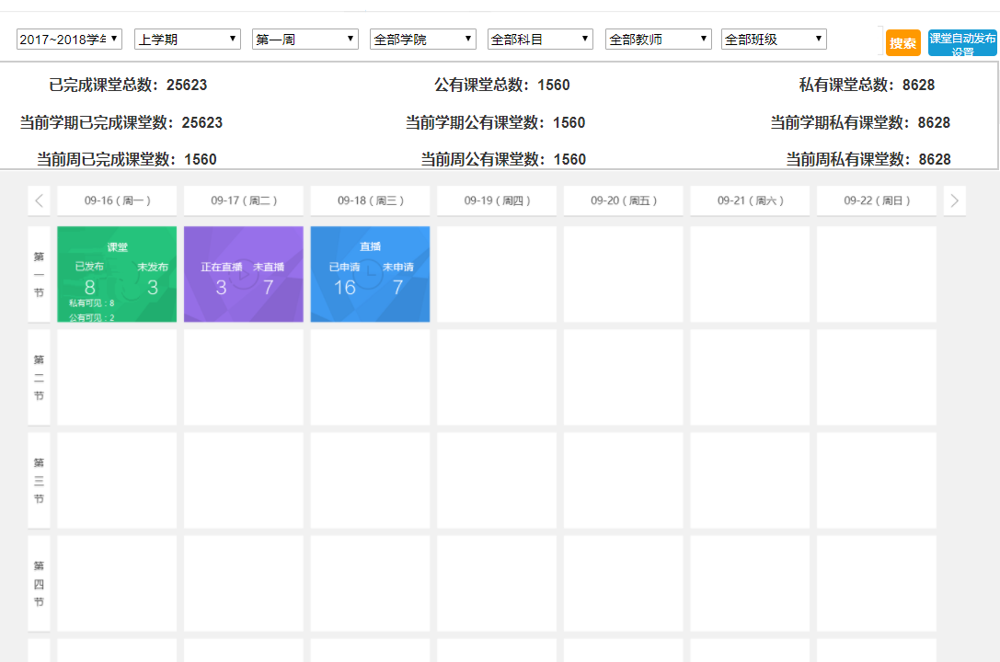 2017~2018学年 上学期 第一周 全部学院 全部科目 全部教师 全部班级 搜索 课堂自动发布
设置
已完成课堂总数：25623 公有课堂总数：1560 私有课堂总数：8628
当前学期已完成课堂数：25623 当前学期公有课堂数：1560 当前学期私有课堂数：8628
当前周已完成课堂数：1560 当前周公有课堂数：1560 当前周私有课堂数：8628
09-16 ( 周一 ) 09-17 ( 周二 ) 09-18 ( 周三 ) 09-19 ( 周四 ) 09-20 ( 周五 ) 09-21 ( 周六 ) 09-22 ( 周日 )
第一节
课堂
已发布 未发布
8 3
私有可见：8
公有可见：2
正在直播 未直播
3 7
直播
已申请 未申请
16 7
第二节
第三节
第四节